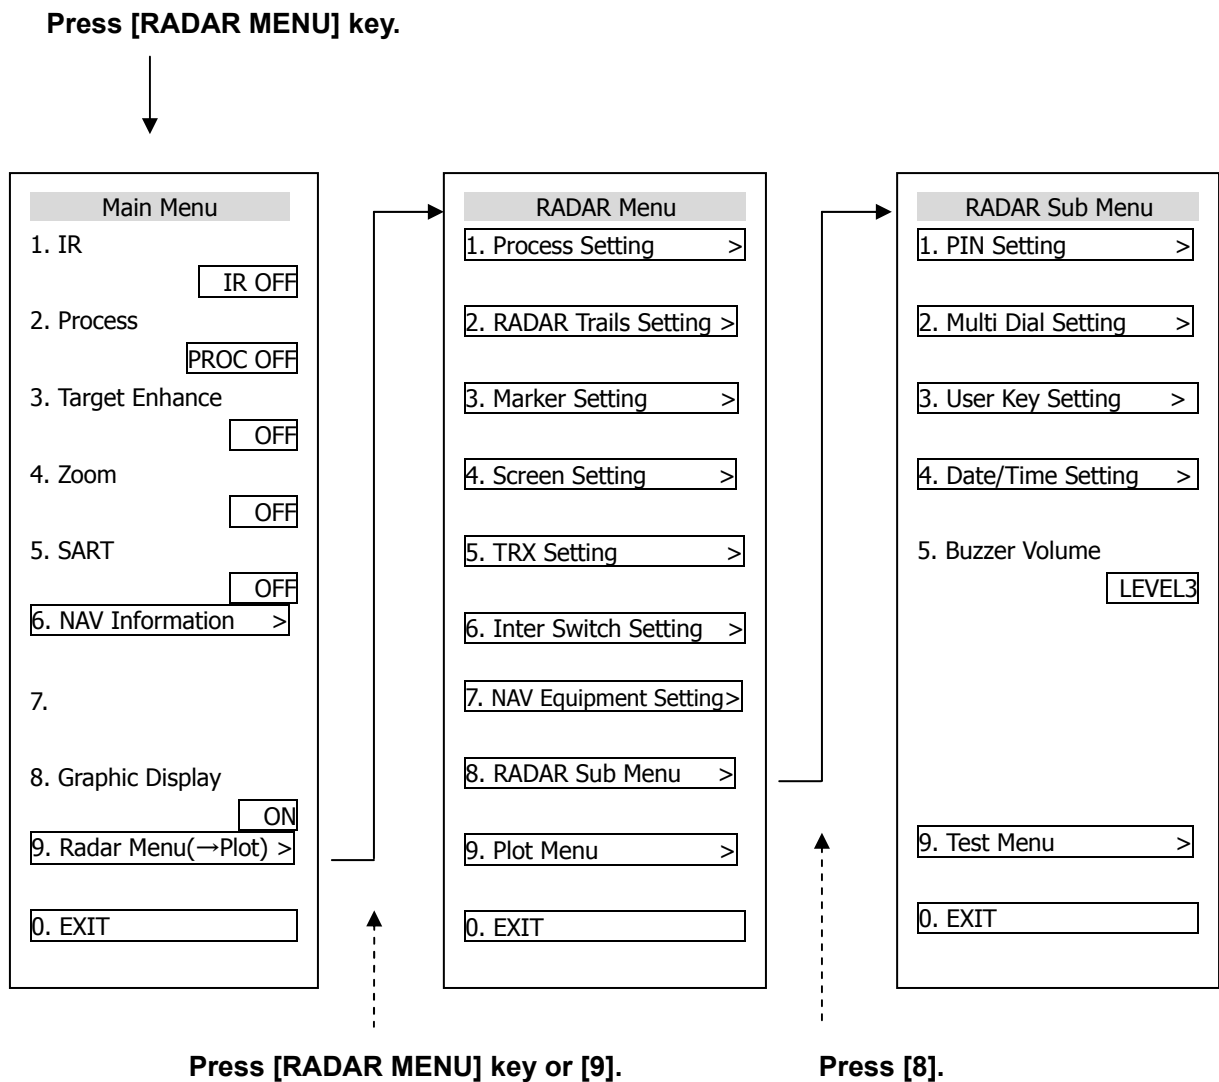 Press [RADAR MENU] key.
Main Menu
1. IR
IR OFF
2. Process
PROC OFF
3. Target Enhance
OFF
4. Zoom
OFF
5. SART
OFF
6. NAV Information >
7.
8. Graphic Display
ON
9. Radar Menu(→Plot) >
0. EXIT
RADAR Menu
1. Process Setting >
2. RADAR Trails Setting >
3. Marker Setting >
4. Screen Setting >
5. TRX Setting >
6. Inter Switch Setting >
7. NAV Equipment Setting>
8. RADAR Sub Menu >
9. Plot Menu >
0. EXIT
RADAR Sub Menu
1. PIN Setting >
2. Multi Dial Setting >
3. User Key Setting >
4. Date/Time Setting >
5. Buzzer Volume
LEVEL3
9. Test Menu >
0. EXIT
Press [RADAR MENU] key or [9].
Press [8].